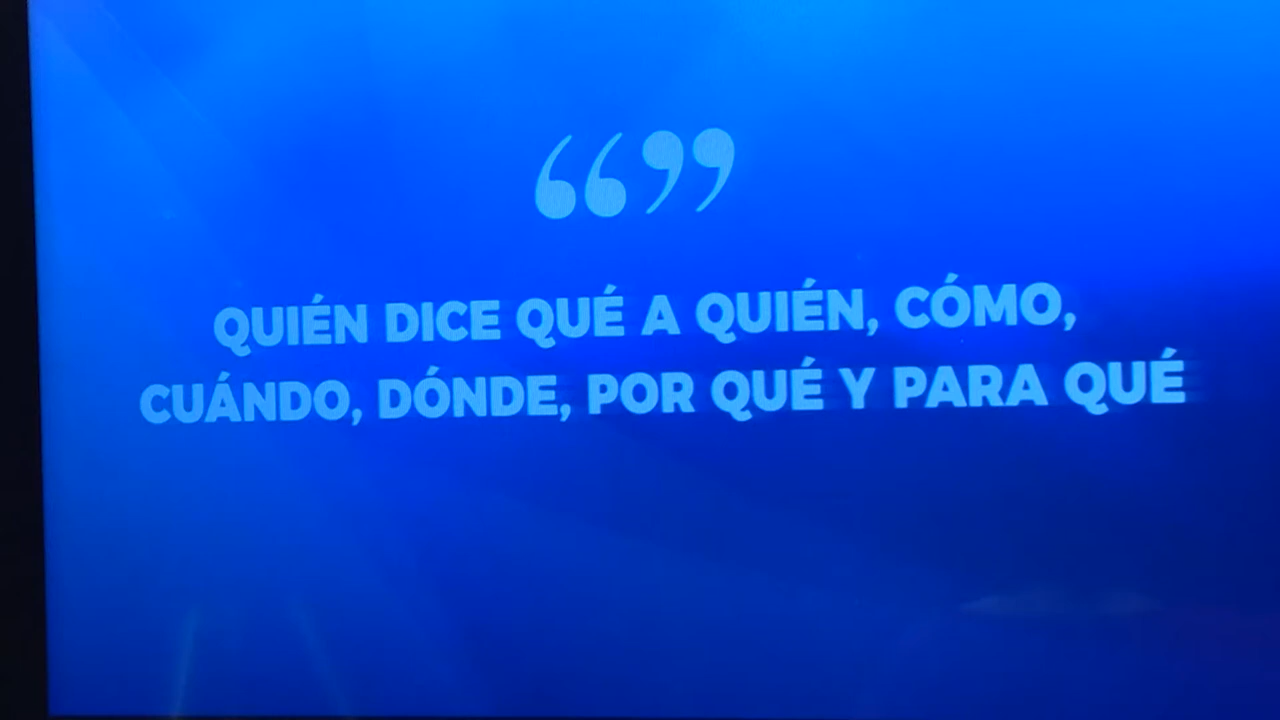 “”
QUIÉN DICE QUÉ A QUIÉN, CÓMO,
CUÁNDO, DÓNDE, POR QUÉ Y PARA QUÉ